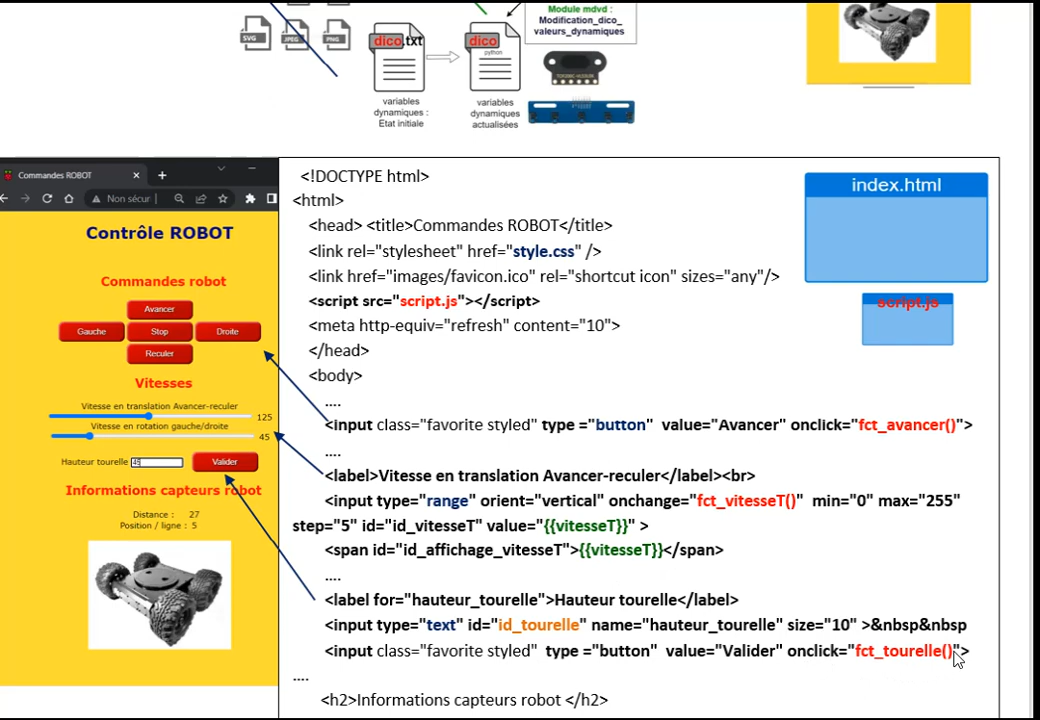 Module mdvd :
Modification_dico_
valeurs_dynamiques
SVG
JPEG
PNG
dico.txt
dico
python
variables
dynamiques :
Etat initiale
variables
dynamiques
actualisées
Commandes ROBOT
Non sécur
Contrôle ROBOT
Commandes robot
Avancer
Gauche
Stop
Droite
Reculer
Vitesses
Vitesse en translation Avancer-reculer
125
Vitesse en rotation gauche/droite
45
Hauteur tourelle
45
Valider
Informations capteurs robot
Distance : 27
Position / ligne : 5
<!DOCTYPE html>
<html>
<head> <title>Commandes ROBOT</title>
<link rel="stylesheet" href="style.css" />
<link href="images/favicon.ico" rel="shortcut icon" sizes="any"/>
<script src="script.js"></script>
<meta http-equiv="refresh" content="10">
</head>
<body>
....
<input class="favorite styled" type ="button" value="Avancer" onclick="fct_avancer()">
....
<label>Vitesse en translation Avancer-reculer</label><br>
<input type="range" orient="vertical" onchange="fct_vitesseT()" min="0" max="255"
step="5" id="id_vitesseT" value="{{vitesseT}}" >
<span id="id_affichage_vitesseT">{{vitesseT}}</span>
....
<label for="hauteur_tourelle">Hauteur tourelle</label>
<input type="text" id="id_tourelle" name="hauteur_tourelle" size="10" >&nbsp&nbsp
<input class="favorite styled" type ="button" value="Valider" onclick="fct_tourelle()">
....
<h2>Informations capteurs robot </h2>
index.html
script.js